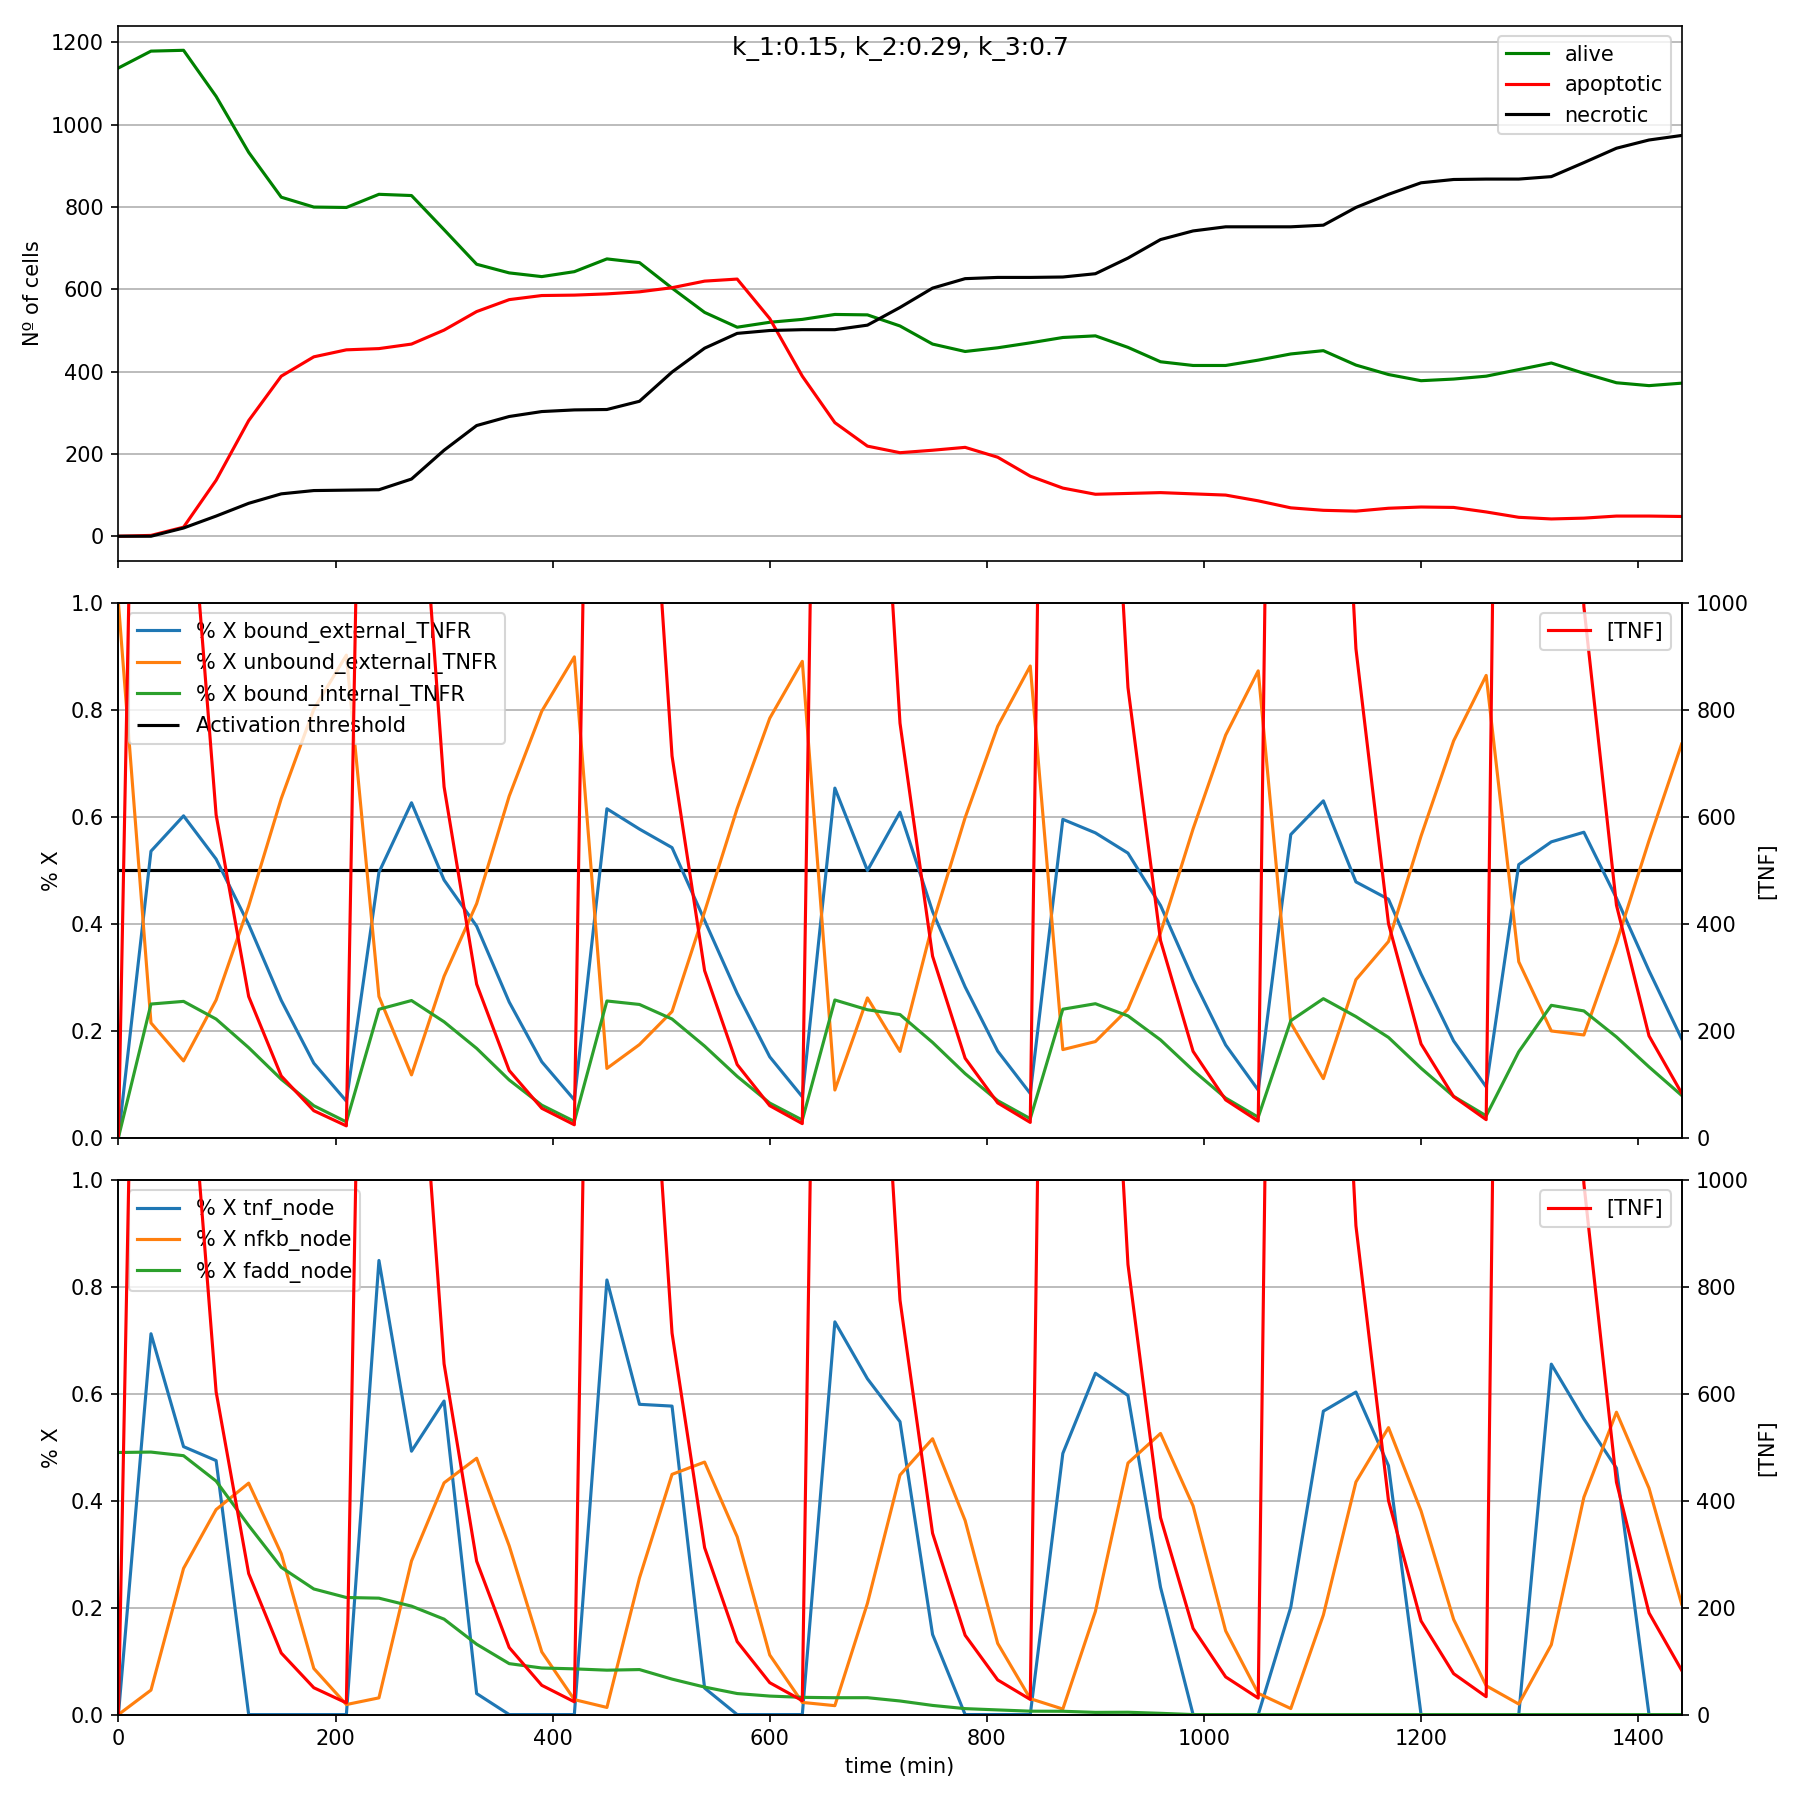 k_1:0.15, k_2:0.29, k_3:0.7
alive
apoptotic
necrotic
1200
1000
800
600
400
200
0
Nº of cells
% X bound_external_TNFR
% X unbound_external_TNFR
% X bound_internal_TNFR
Activation threshold
[TNF]
1.0
0.8
0.6
0.4
0.2
0.0
% X
1000
800
600
400
200
0
[TNF]
% X tnf_node
% X nfkb_node
% X fadd_node
[TNF]
1.0
0.8
0.6
0.4
0.2
0.0
% X
1000
800
600
400
200
0
[TNF]
0 200 400 600 800 1000 1200 1400
time (min)